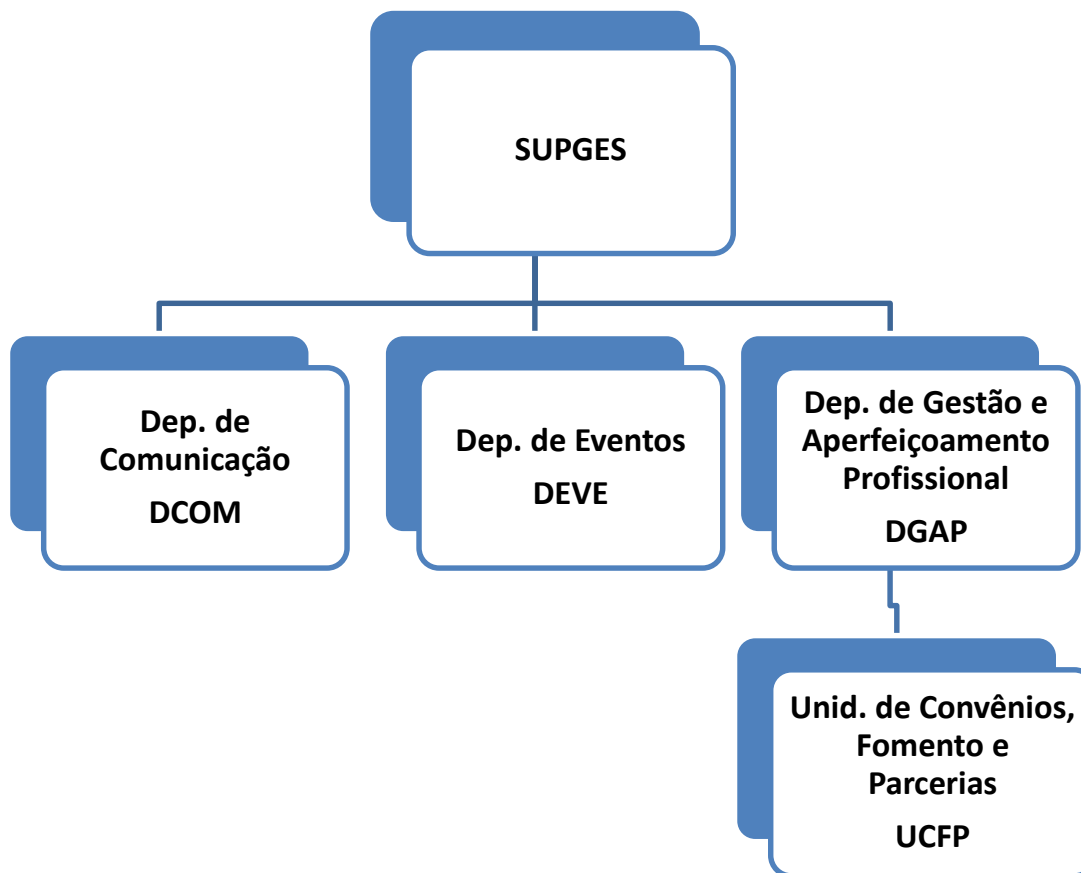 SUPGES
Dep. de
Comunicação
DCOM
Dep. de Eventos
DEVE
Dep. de Gestão e
Aperfeiçoamento
Profissional
DGAP
Unid. de Convênios,
Fomento e
Parcerias
UCFP